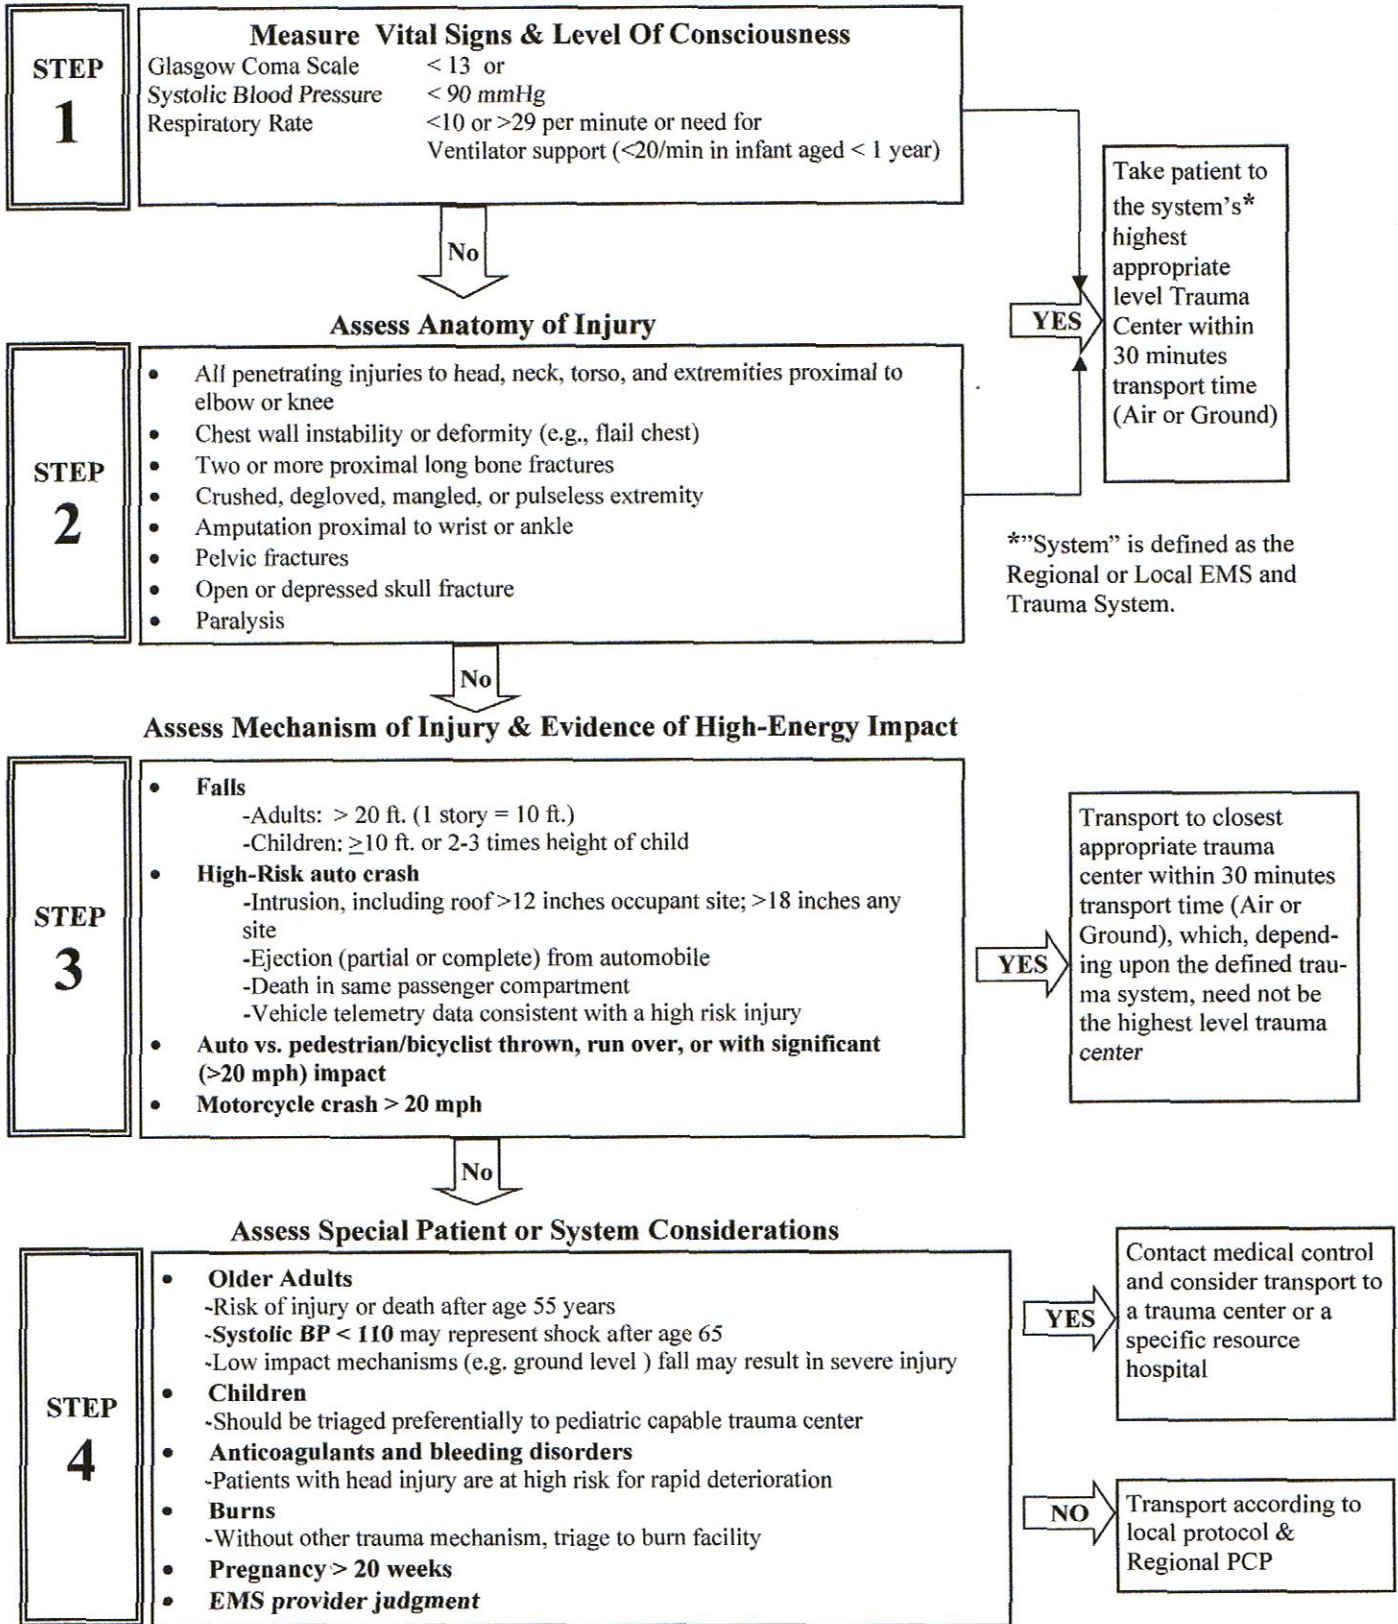 STEP
1
Measure Vital Signs & Level Of Consciousness
Glasgow Coma Scale < 13 or
Systolic Blood Pressure < 90 mmHg
Respiratory Rate <10 or >29 per minute or need for
Ventilator support (<20/min in infant aged < 1 year)
No
YES
Take patient to
the system's*
highest
appropriate
level Trauma
Center within
30 minutes
transport time
(Air or Ground)
*"System" is defined as the
Regional or Local EMS and
Trauma System.
Assess Anatomy of Injury
STEP
2
• All penetrating injuries to head, neck, torso, and extremities proximal to
elbow or knee
• Chest wall instability or deformity (e.g., flail chest)
• Two or more proximal long bone fractures
• Crushed, degloved, mangled, or pulseless extremity
• Amputation proximal to wrist or ankle
• Pelvic fractures
• Open or depressed skull fracture
• Paralysis
No
Assess Mechanism of Injury & Evidence of High-Energy Impact
STEP
3
• Falls
-Adults: > 20 ft. (1 story = 10 ft.)
-Children: ≥10 ft. or 2-3 times height of child
• High-Risk auto crash
-Intrusion, including roof >12 inches occupant site; >18 inches any
site
-Ejection (partial or complete) from automobile
-Death in same passenger compartment
-Vehicle telemetry data consistent with a high risk injury
• Auto vs. pedestrian/bicyclist thrown, run over, or with significant
(>20 mph) impact
• Motorcycle crash > 20 mph
YES
Transport to closest
appropriate trauma
center within 30 minutes
transport time (Air or
Ground), which, depend-
ing upon the defined trau-
ma system, need not be
the highest level trauma
center
No
Assess Special Patient or System Considerations
STEP
4
• Older Adults
-Risk of injury or death after age 55 years
-Systolic BP < 110 may represent shock after age 65
-Low impact mechanisms (e.g. ground level ) fall may result in severe injury
• Children
-Should be triaged preferentially to pediatric capable trauma center
• Anticoagulants and bleeding disorders
-Patients with head injury are at high risk for rapid deterioration
• Burns
-Without other trauma mechanism, triage to burn facility
• Pregnancy > 20 weeks
• EMS provider judgment
YES
Contact medical control
and consider transport to
a trauma center or a
specific resource
hospital
NO
Transport according to
local protocol &
Regional PCP